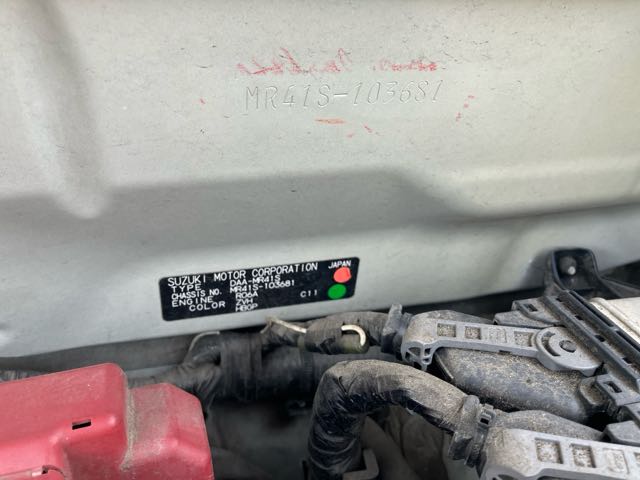 MR41S-103681
SUZUKI MOTOR CORPORATION JAPAN
TYPE DAA-MR41S
CHASSIS NO. MR41S-103681
ENGINE R06A C11
COLOR ZVH